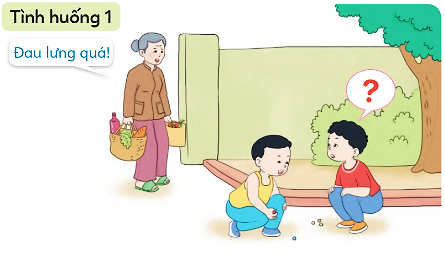 Tình huống 1
Đau lưng quá!
?